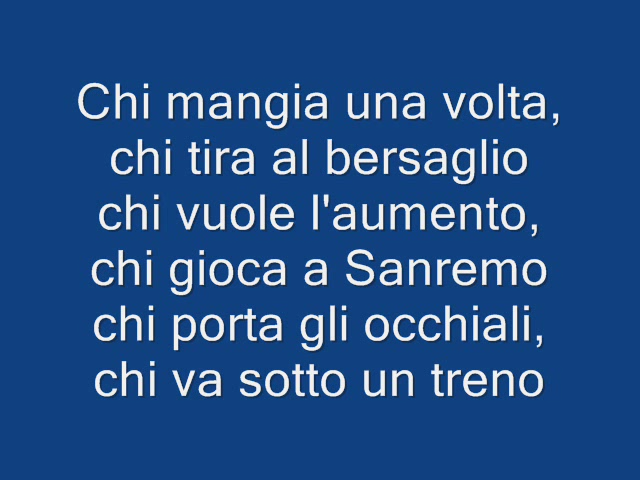 Chi mangia una volta,
chi tira al bersaglio
chi vuole l'aumento,
chi gioca a Sanremo
chi porta gli occhiali,
chi va sotto un treno